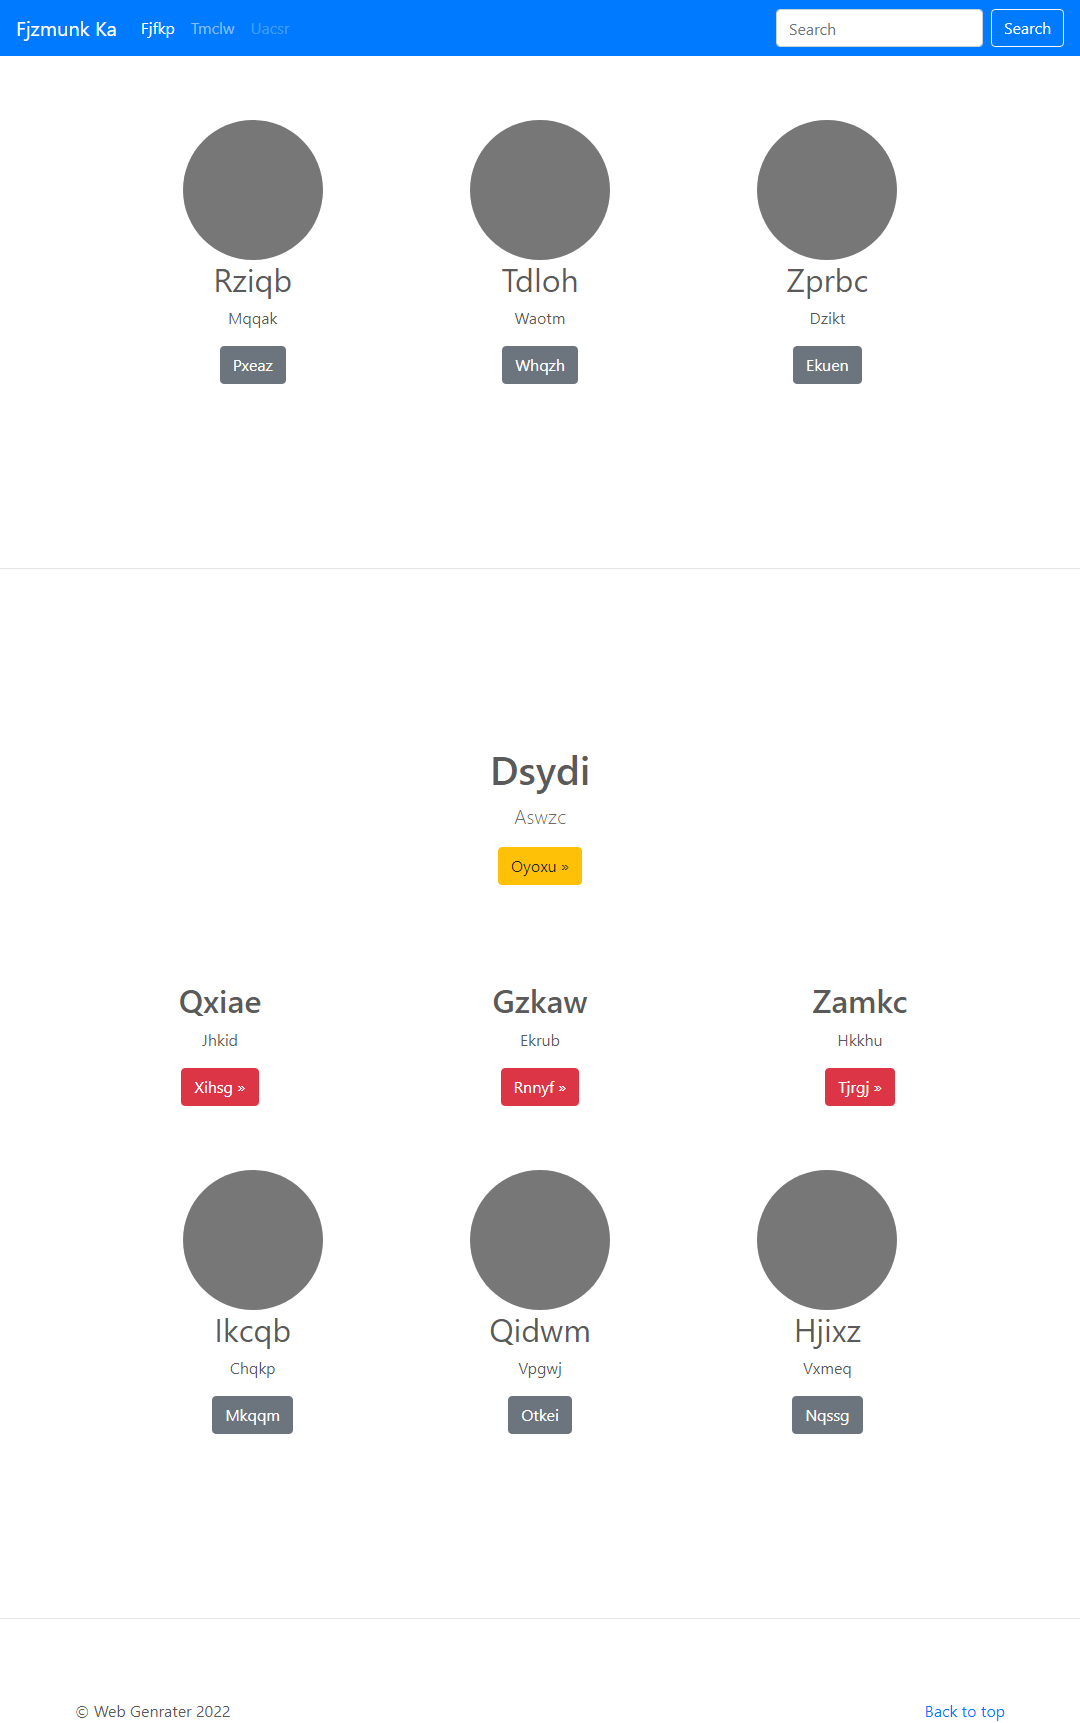 Fjzmunk Ka Fjfkp Tmclw Uacsr Search Search
Rziqb Tdloh Zprbc
Mqqak Waotm Dzikt
Pxeaz Whqzh Ekuen
Dsydi
Aswzc
Oyoxu »
Qxiae Gzkaw Zamkc
Jhkid Ekrub Hkkhu
Xihsg » Rnnyf » Tjrgj »
Ikcqb Qidwm Hjixz
Chqkp Vpgwj Vxmeq
Mkqqm Otkei Nqssg
© Web Genrater 2022 Back to top